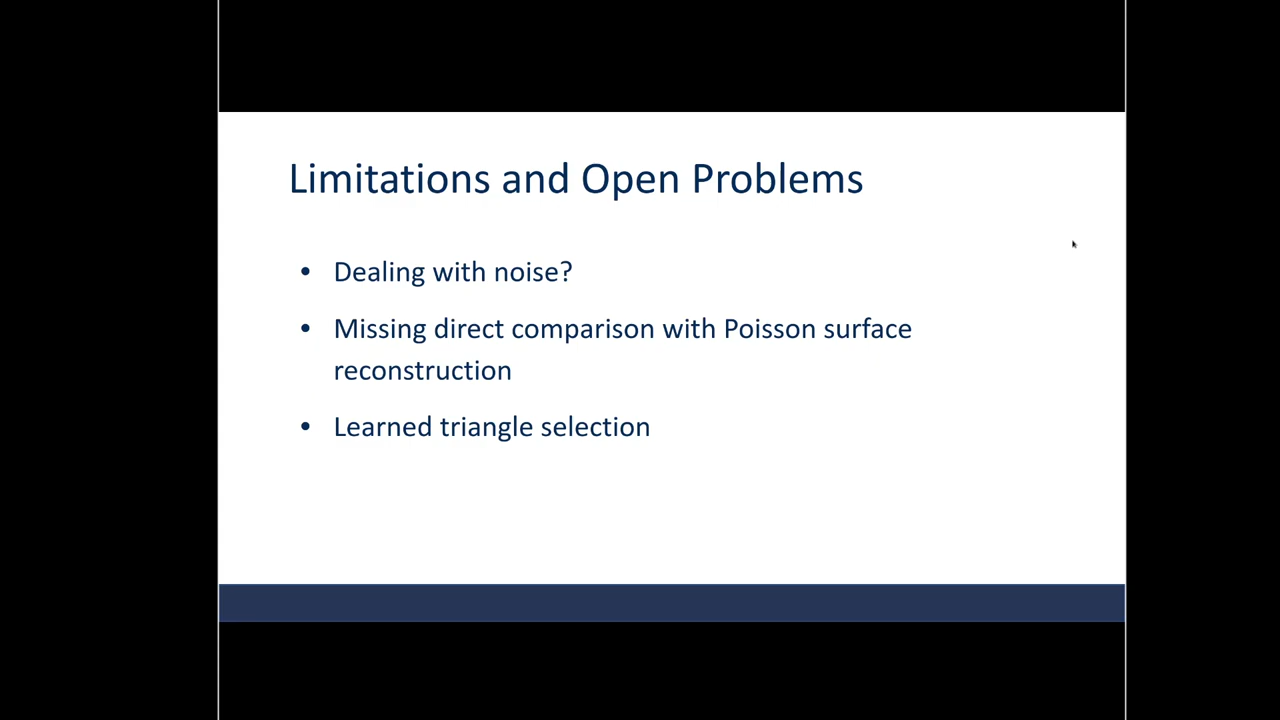 Limitations and Open Problems
• Dealing with noise?
• Missing direct comparison with Poisson surface
reconstruction
• Learned triangle selection